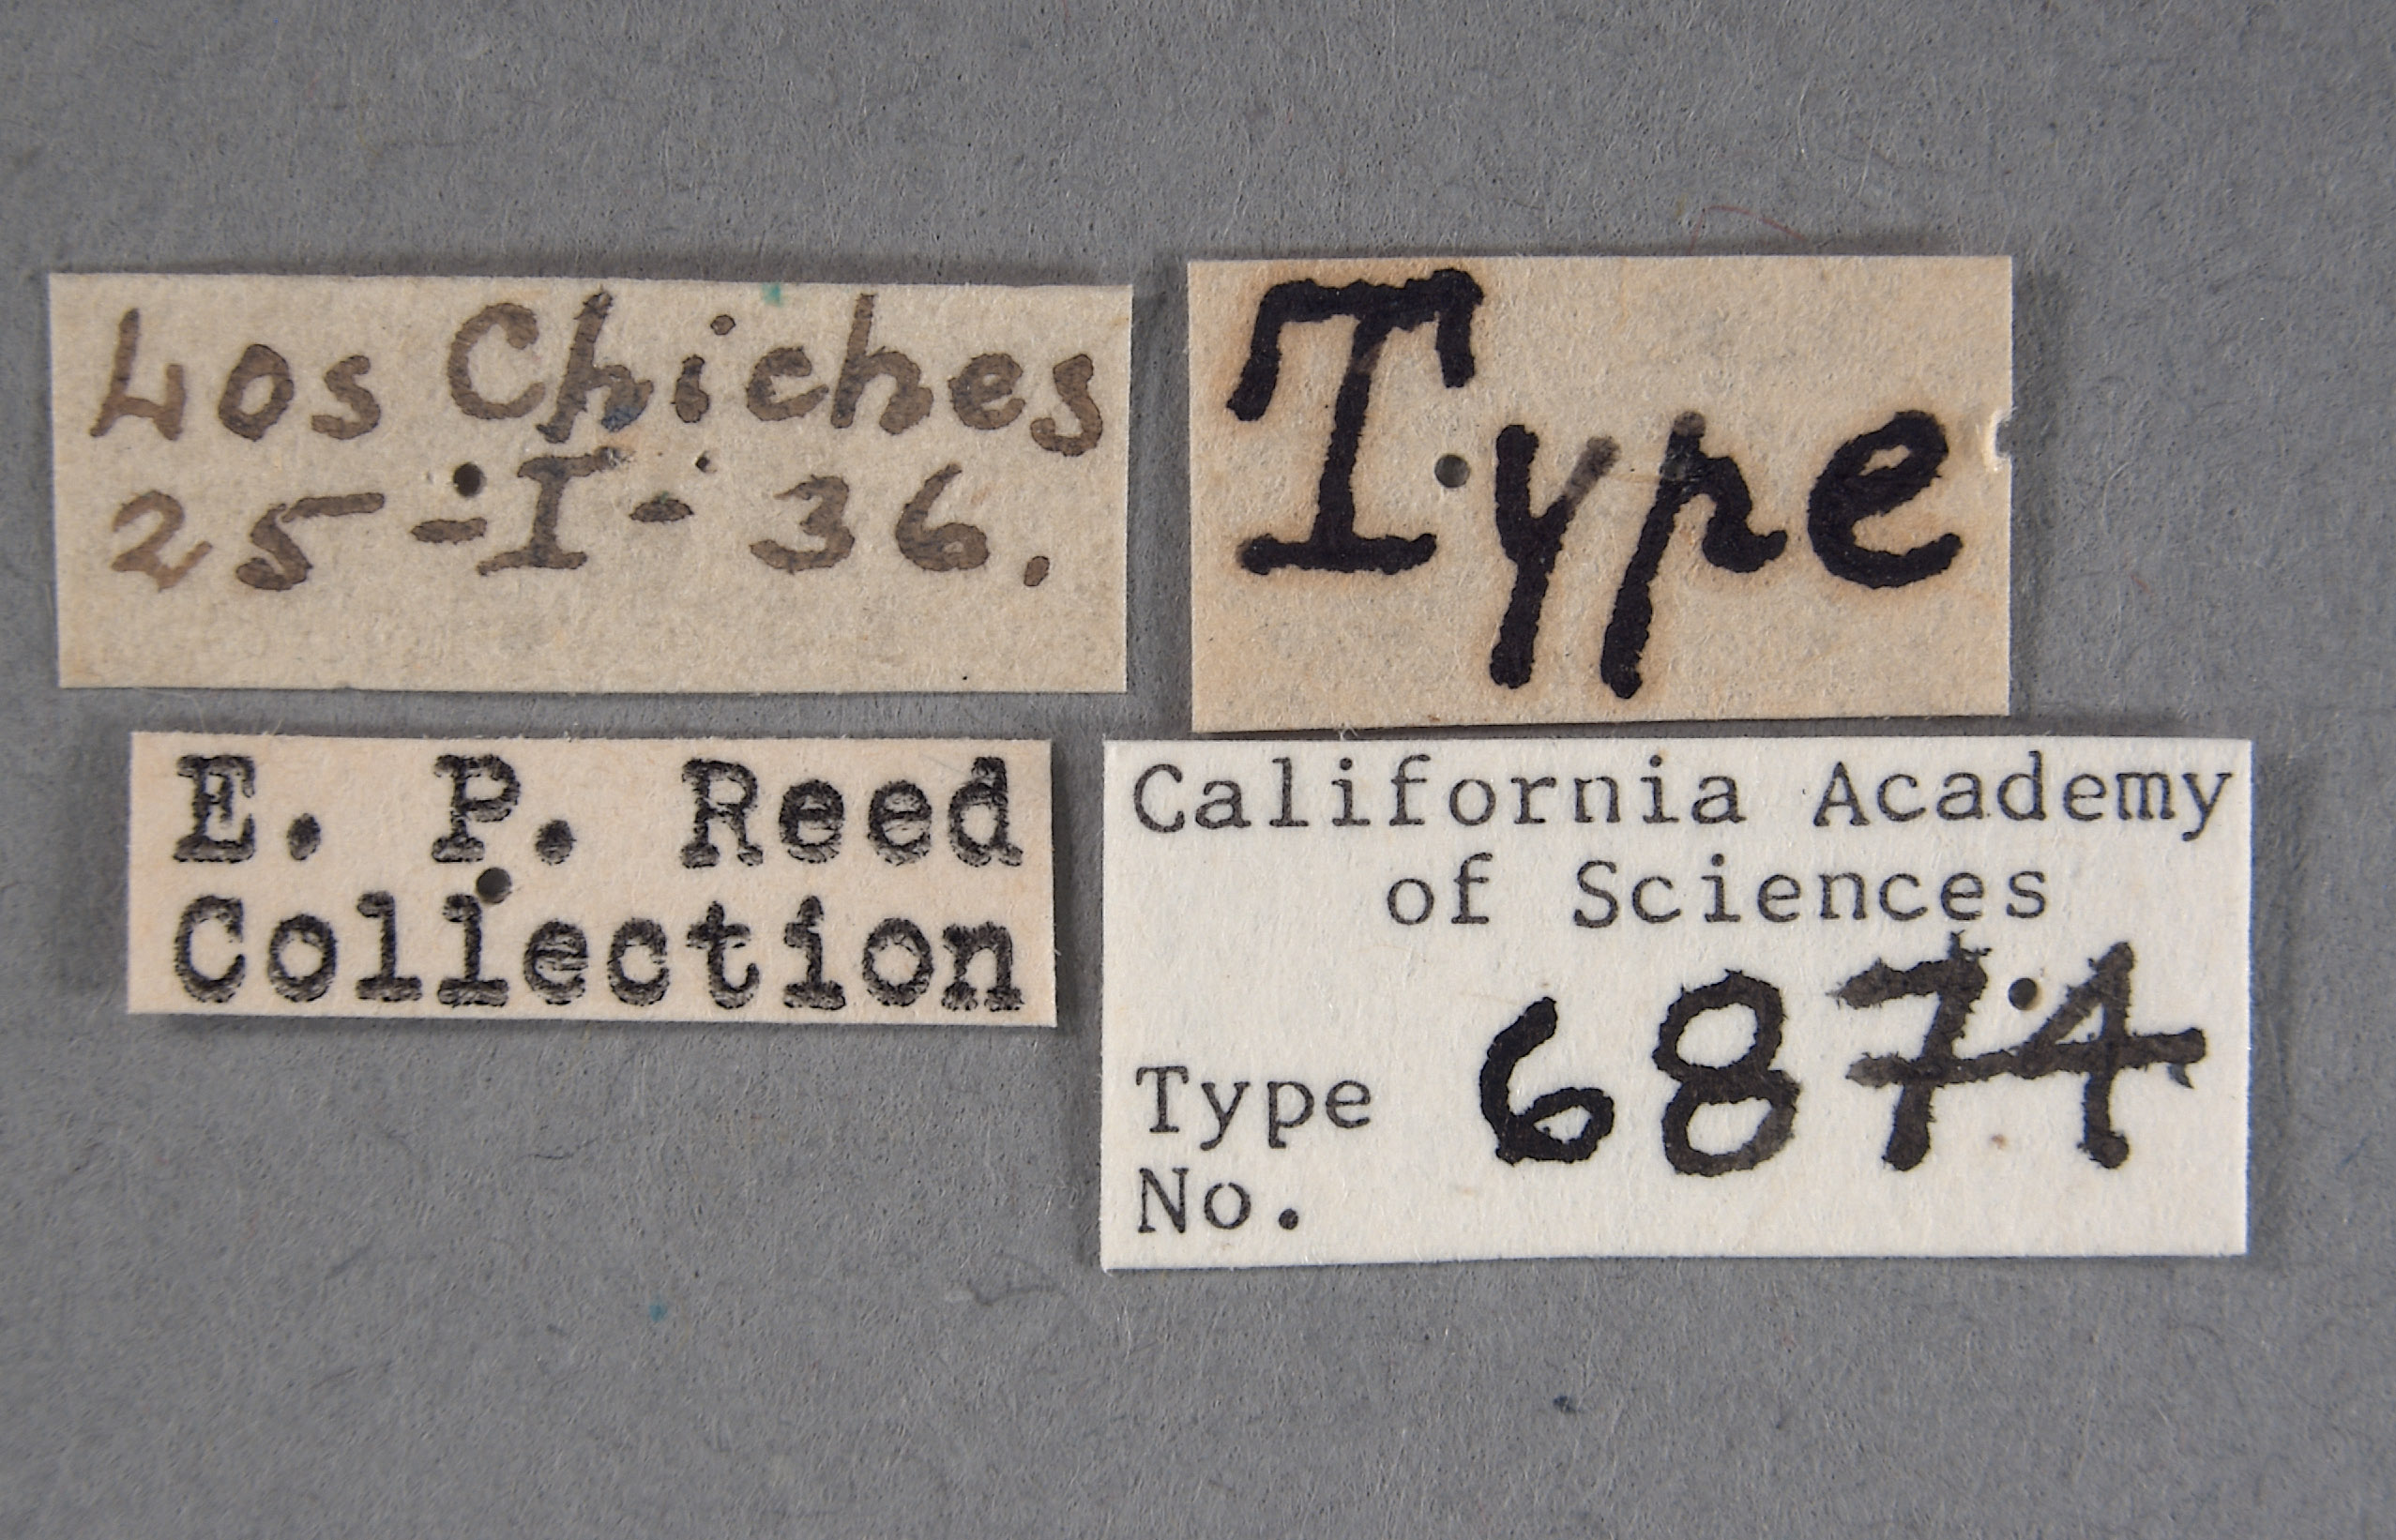 Los Chiches
25-I-36.
Type
E. P. Reed
Collection
California Academy
of Sciences
Type 6874
No.